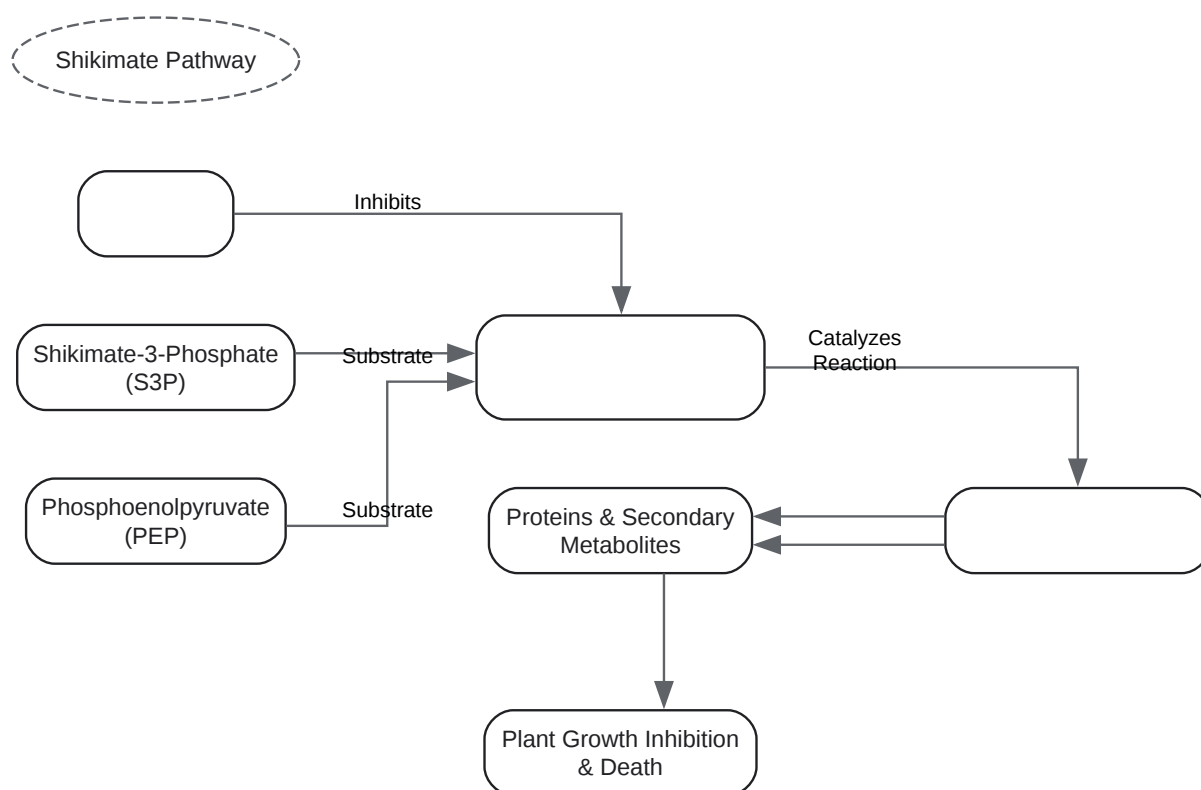 Shikimate Pathway
Inhibits
Shikimate-3-Phosphate
(S3P)
Substrate
Catalyzes
Reaction
Phosphoenolpyruvate
(PEP)
Substrate
Proteins & Secondary
Metabolites
Plant Growth Inhibition
& Death